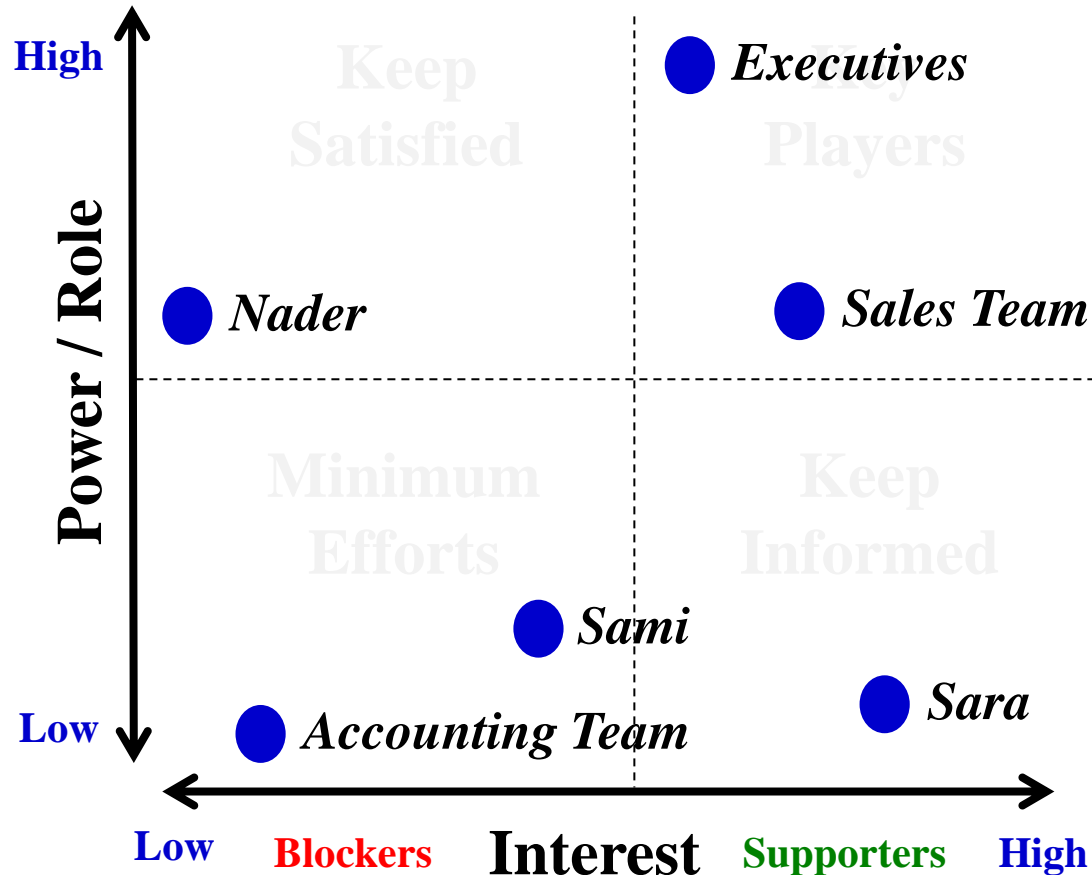 High
Keep
Satisfied
Executives
Key
Players
Power / Role
Nader
Sales Team
Minimum
Efforts
Keep
Informed
Sami
Sara
Accounting Team
Low
Low
Blockers
Interest
Supporters
High